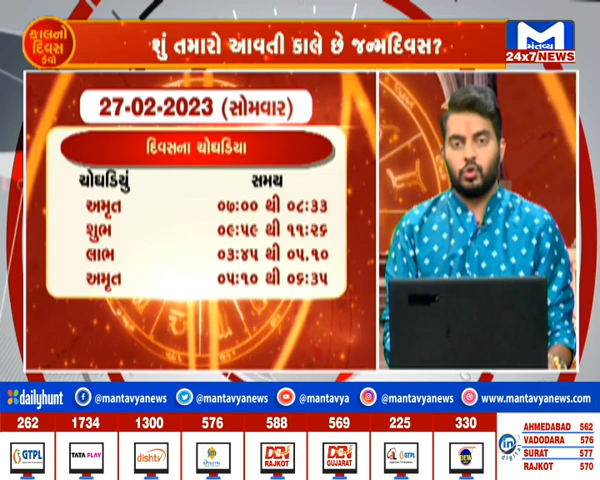 કાલનો
દિવસ
કેવો
શું તમારો આવતી કાલે છે જન્મદિવસ?
મંતવ્ય
24x7NEWS
27-02-2023 (સોમવાર)
દિવસના ચોઘડિયા
ચોઘડિયું સમય
અમૃત ૦૭:૦૦ થી ૦૮:૩૩
શુભ ૦૯:૫૯ થી ૧૧:૨૬
લાભ ૦૩:૪૫ થી ૦૫.૧૦
અમૃત ૦૫:૧૦ થી ૦૬:૩૫
dailyhunt @mantavyanews @mantavyanews @mantavya @mantavyanews www.mantavyanews.com
262 1734 1300 576 588 569 225 330
GTPL TATA PLAY dishtv DEN RAJKOT DEN GUJARAT GTPL DEW
in digital
AHMEDABAD 562
VADODARA 576
SURAT 577
RAJKOT 570